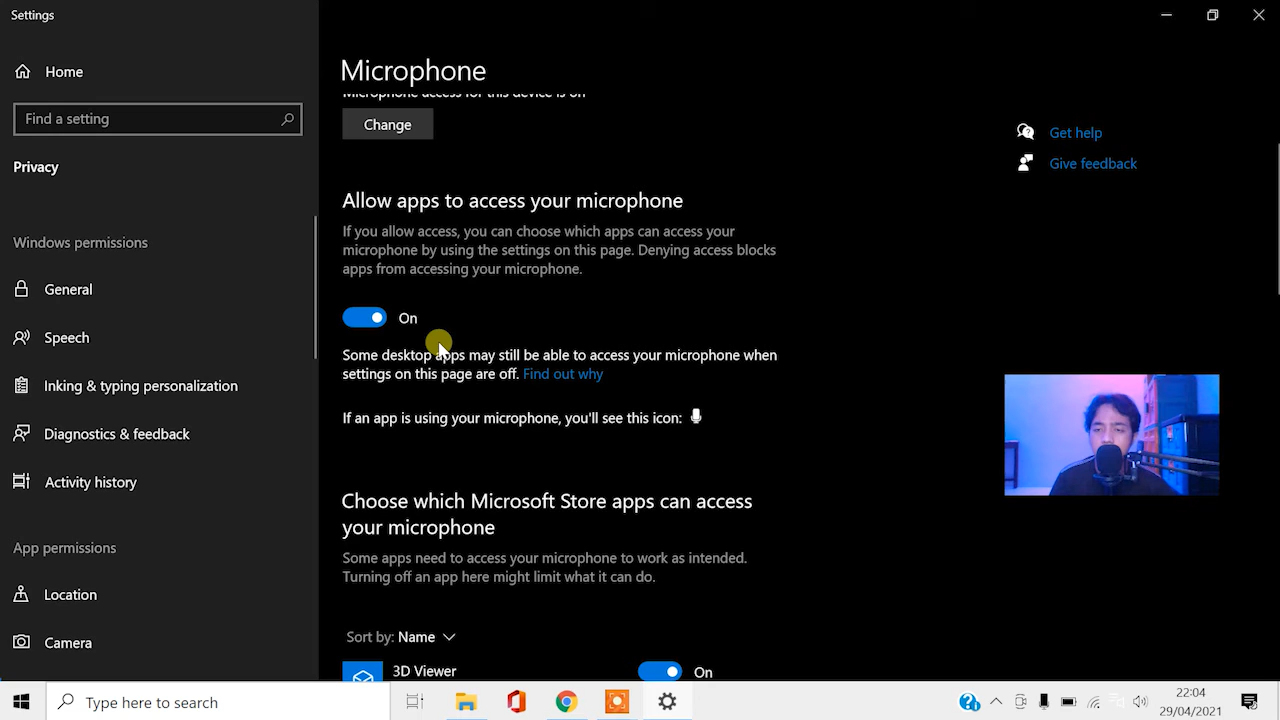 Settings
Home
Find a setting
Privacy
Windows permissions
General
Speech
Inking & typing personalization
Diagnostics & feedback
Activity history
App permissions
Location
Camera
Microphone
Microphone access for this device is on
Change
Allow apps to access your microphone
If you allow access, you can choose which apps can access your
microphone by using the settings on this page. Denying access blocks
apps from accessing your microphone.
On
Some desktop apps may still be able to access your microphone when
settings on this page are off. Find out why
If an app is using your microphone, you'll see this icon:
Choose which Microsoft Store apps can access
your microphone
Some apps need to access your microphone to work as intended.
Turning off an app here might limit what it can do.
Sort by: Name
3D Viewer On
Get help
Give feedback
Type here to search
22:04
29/04/2021